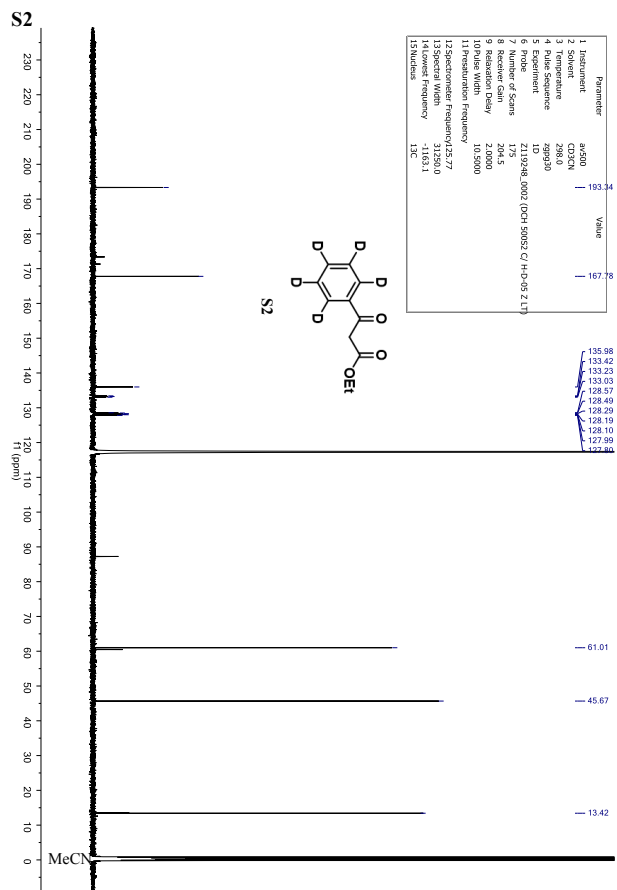 S2
Parameter Value
1 Instrument av500
2 Solvent CD3CN
3 Temperature 298.0
4 Pulse Sequence zgpg30
5 Experiment 1D
6 Probe Z119248_0002 (DCH 500S2 C/ H-D-05 Z LT)
7 Number of Scans 175
8 Receiver Gain 204.5
9 Relaxation Delay 2.0000
10 Pulse Width 10.5000
11 Presaturation Frequency
12 Spectrometer Frequency 125.77
13 Spectral Width 31250.0
14 Lowest Frequency -1163.1
15 Nucleus 13C
193.34
167.78
135.98
133.42
133.23
133.03
128.57
128.49
128.29
128.19
128.10
127.99
127.80
61.01
45.67
13.42
D
D
D
D
D
O
O
OEt
S2
230 220 210 200 190 180 170 160 150 140 130 120 110 100 90 80 70 60 50 40 30 20 10 0
f1 (ppm)
MeCN